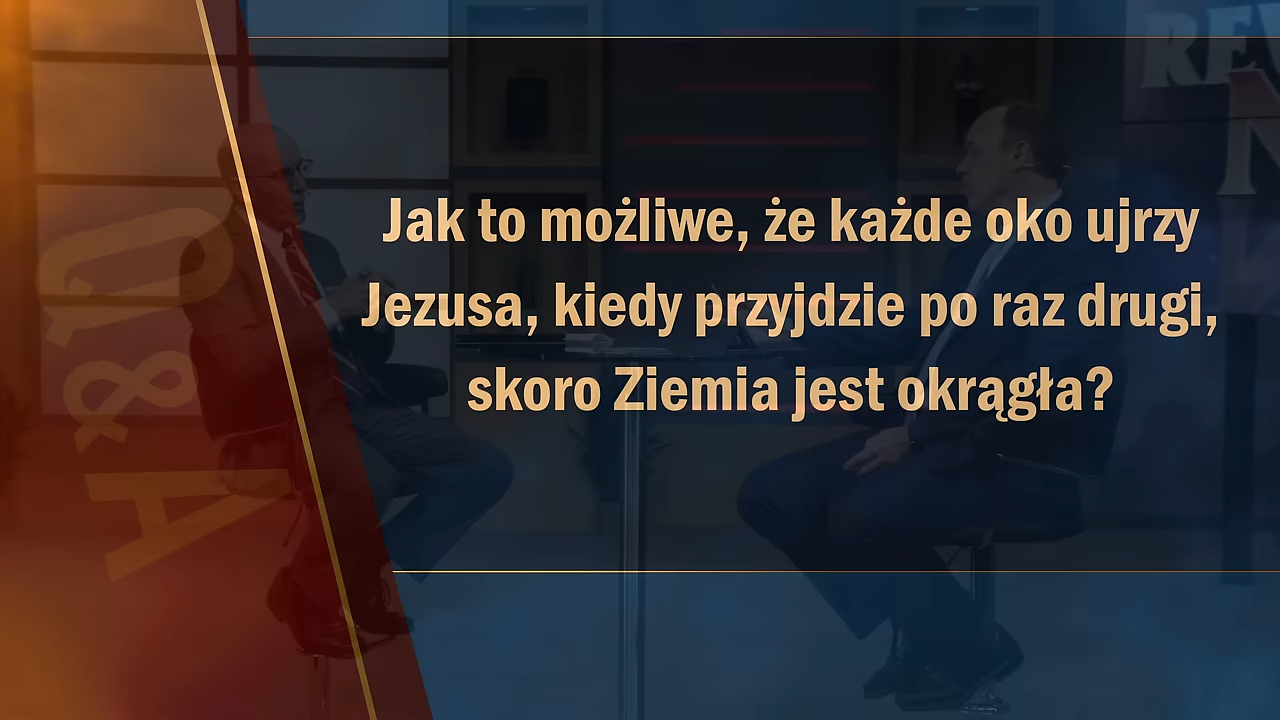 Jak to możliwe, że każde oko ujrzy
Jezusa, kiedy przyjdzie po raz drugi,
skoro Ziemia jest okrągła?
Q&A